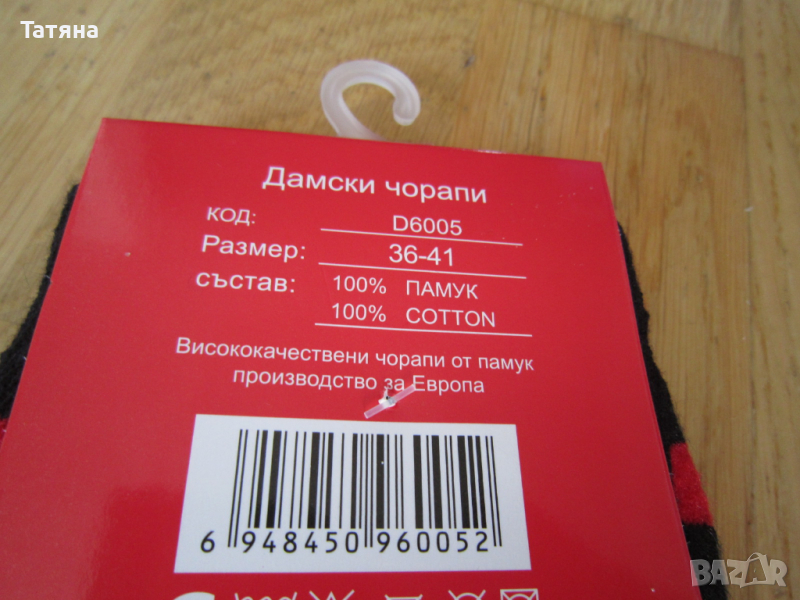 Татяна
Дамски чорапи
КОД: D6005
Размер: 36-41
състав: 100% ПАМУК
100% COTTON
Висококачествени чорапи от памук
производство за Европа
6 948450 960052
BAZAR